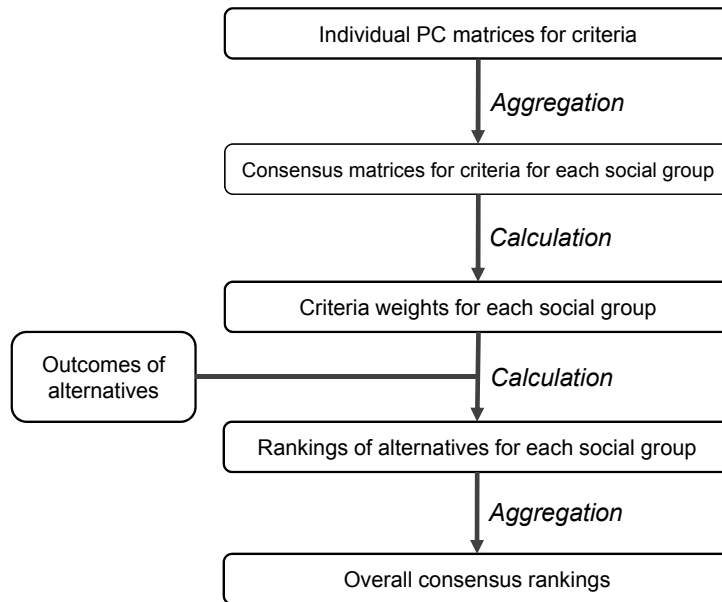 Individual PC matrices for criteria
Aggregation
Consensus matrices for criteria for each social group
Calculation
Criteria weights for each social group
Outcomes of
alternatives
Calculation
Rankings of alternatives for each social group
Aggregation
Overall consensus rankings